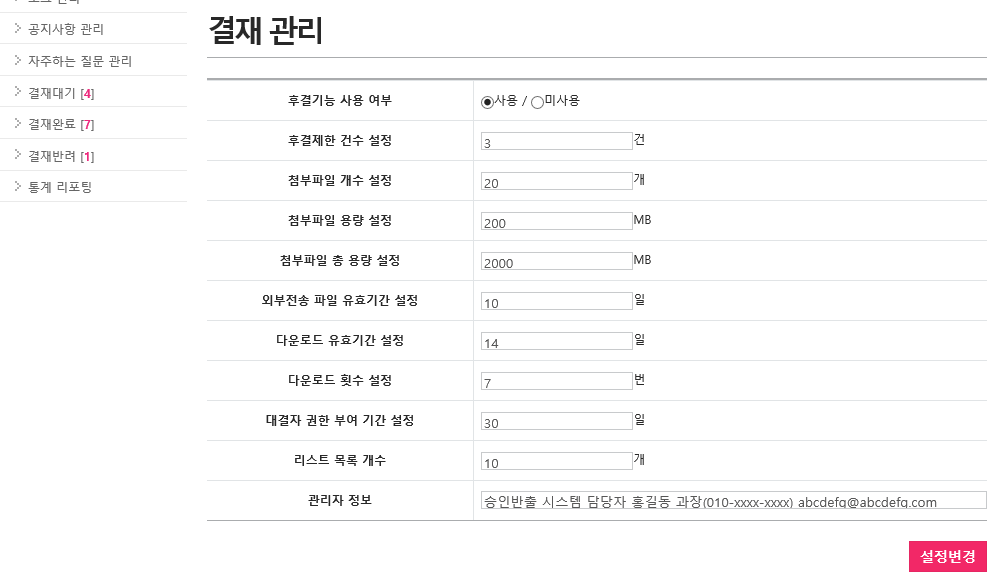 공지사항 관리
자주하는 질문 관리
결재대기 [4]
결재완료 [7]
결재반려 [1]
통계 리포팅
결재 관리
후결기능 사용 여부 사용 / 미사용
후결제한 건수 설정 3 건
첨부파일 개수 설정 20 개
첨부파일 용량 설정 200 MB
첨부파일 총 용량 설정 2000 MB
외부전송 파일 유효기간 설정 10 일
다운로드 유효기간 설정 14 일
다운로드 횟수 설정 7 번
대결자 권한 부여 기간 설정 30 일
리스트 목록 개수 10 개
관리자 정보 승인반출 시스템 담당자 홍길동 과장(010-xxxx-xxxx) abcdefg@abcdefg.com
설정변경